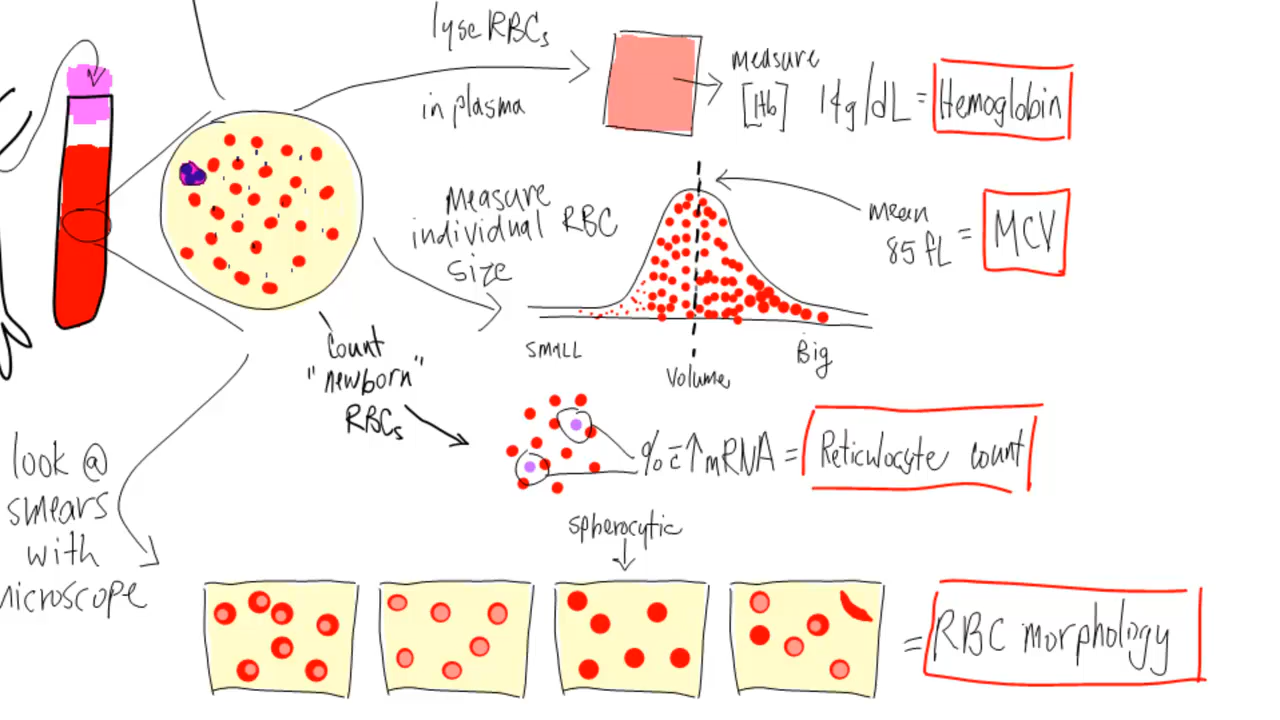 lyse RBCs
in plasma
measure
[Hb] 14g/dL = Hemoglobin
Measure
individual RBC
size
mean
85 fL = MCV
SMALL
Big
Volume
Count
"newborn"
RBCs
% c̄ ↑ mRNA = Reticulocyte count
look @
smears
with
microscope
spherocytic
= RBC morphology